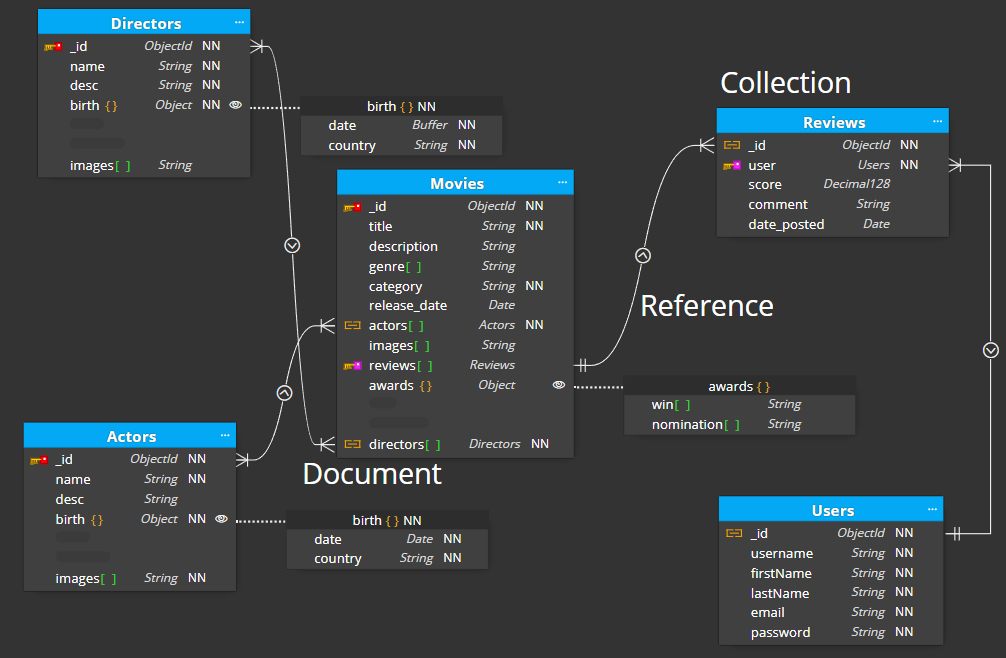 Directors ...
_id ObjectId NN
name String NN
desc String NN
birth { } Object NN
images[ ] String
birth { } NN
date Buffer NN
country String NN
Movies ...
_id ObjectId NN
title String NN
description String
genre[ ] String
category String NN
release_date Date
actors[ ] Actors NN
images[ ] String
reviews[ ] Reviews
awards { } Object
directors[ ] Directors NN
Collection
Reviews ...
_id ObjectId NN
user Users NN
score Decimal128
comment String
date_posted Date
Reference
awards { }
win[ ] String
nomination[ ] String
Actors ...
_id ObjectId NN
name String NN
desc String
birth { } Object NN
images[ ] String NN
Document
birth { } NN
date Date NN
country String NN
Users ...
_id ObjectId NN
username String NN
firstName String NN
lastName String NN
email String NN
password String NN